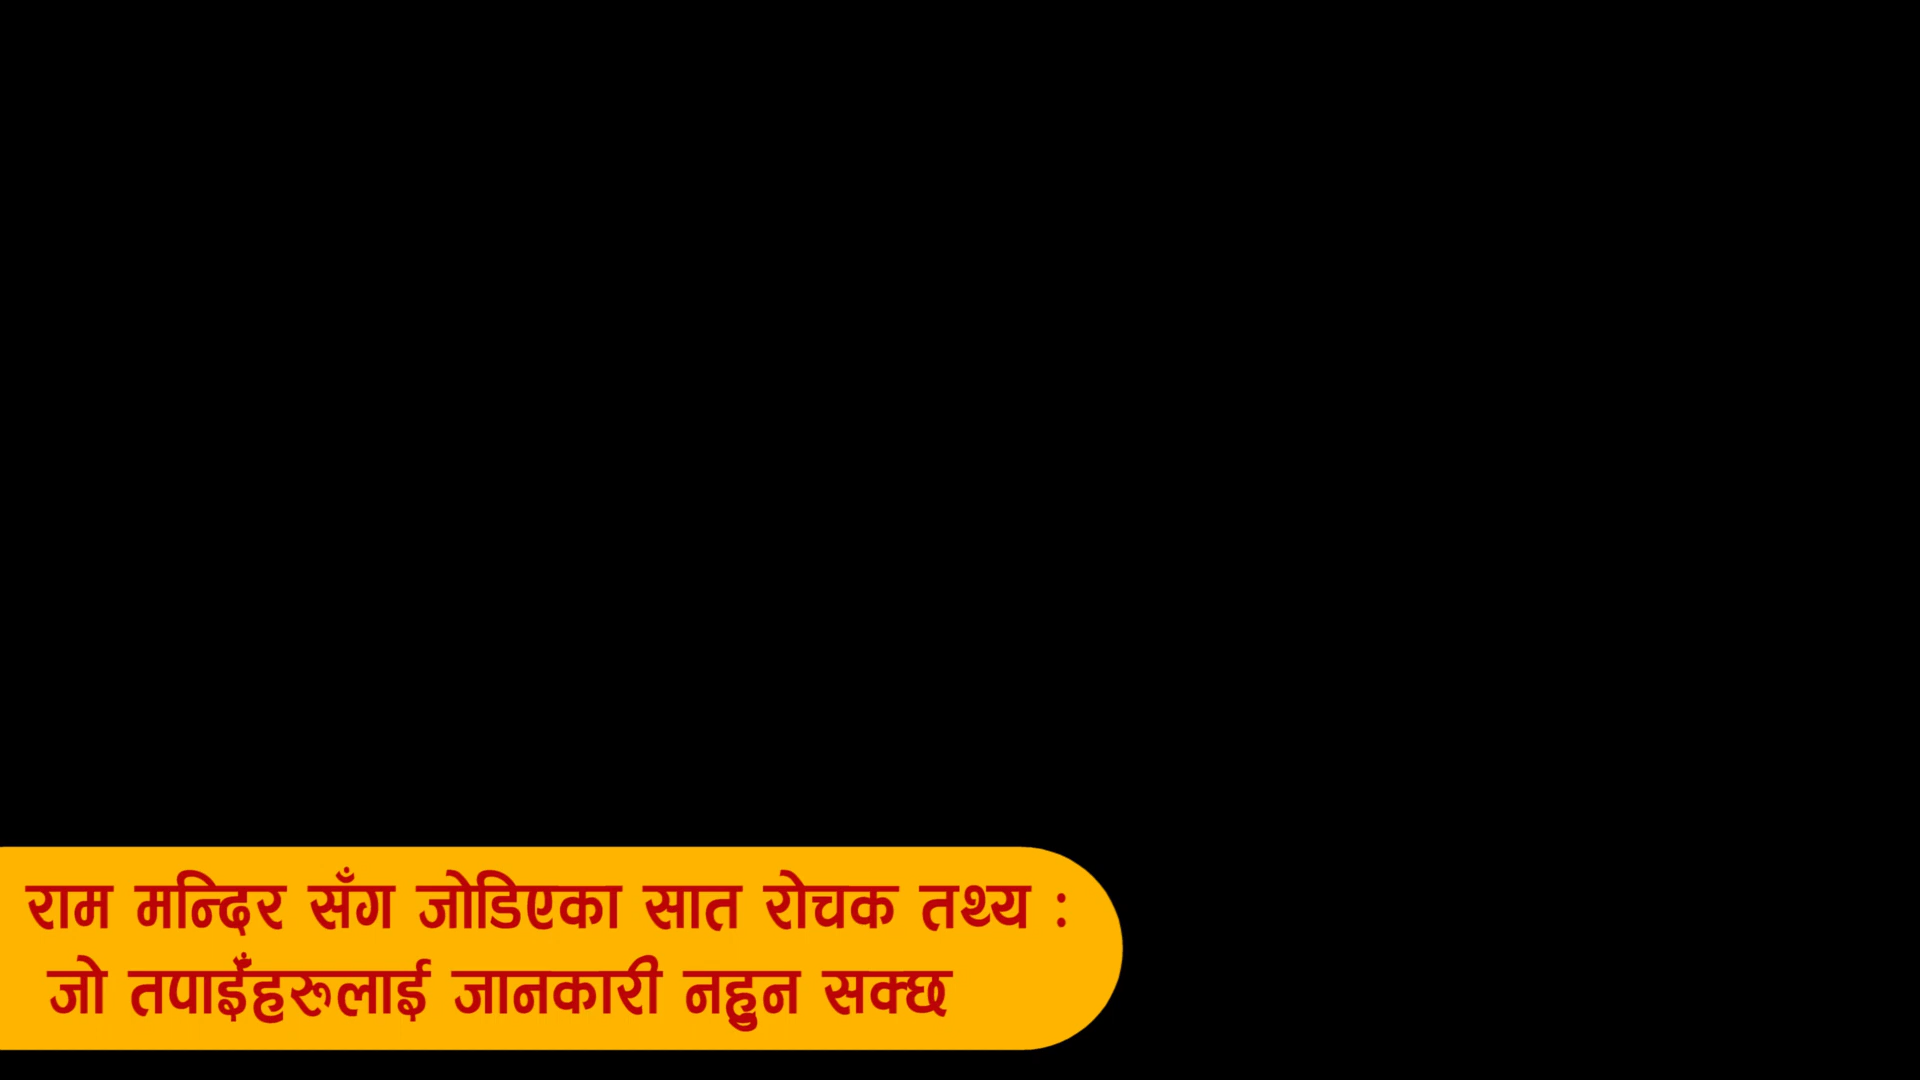 राम मन्दिर सँग जोडिएका सात रोचक तथ्य :
जो तपाईंहरूलाई जानकारी नहुन सक्छ